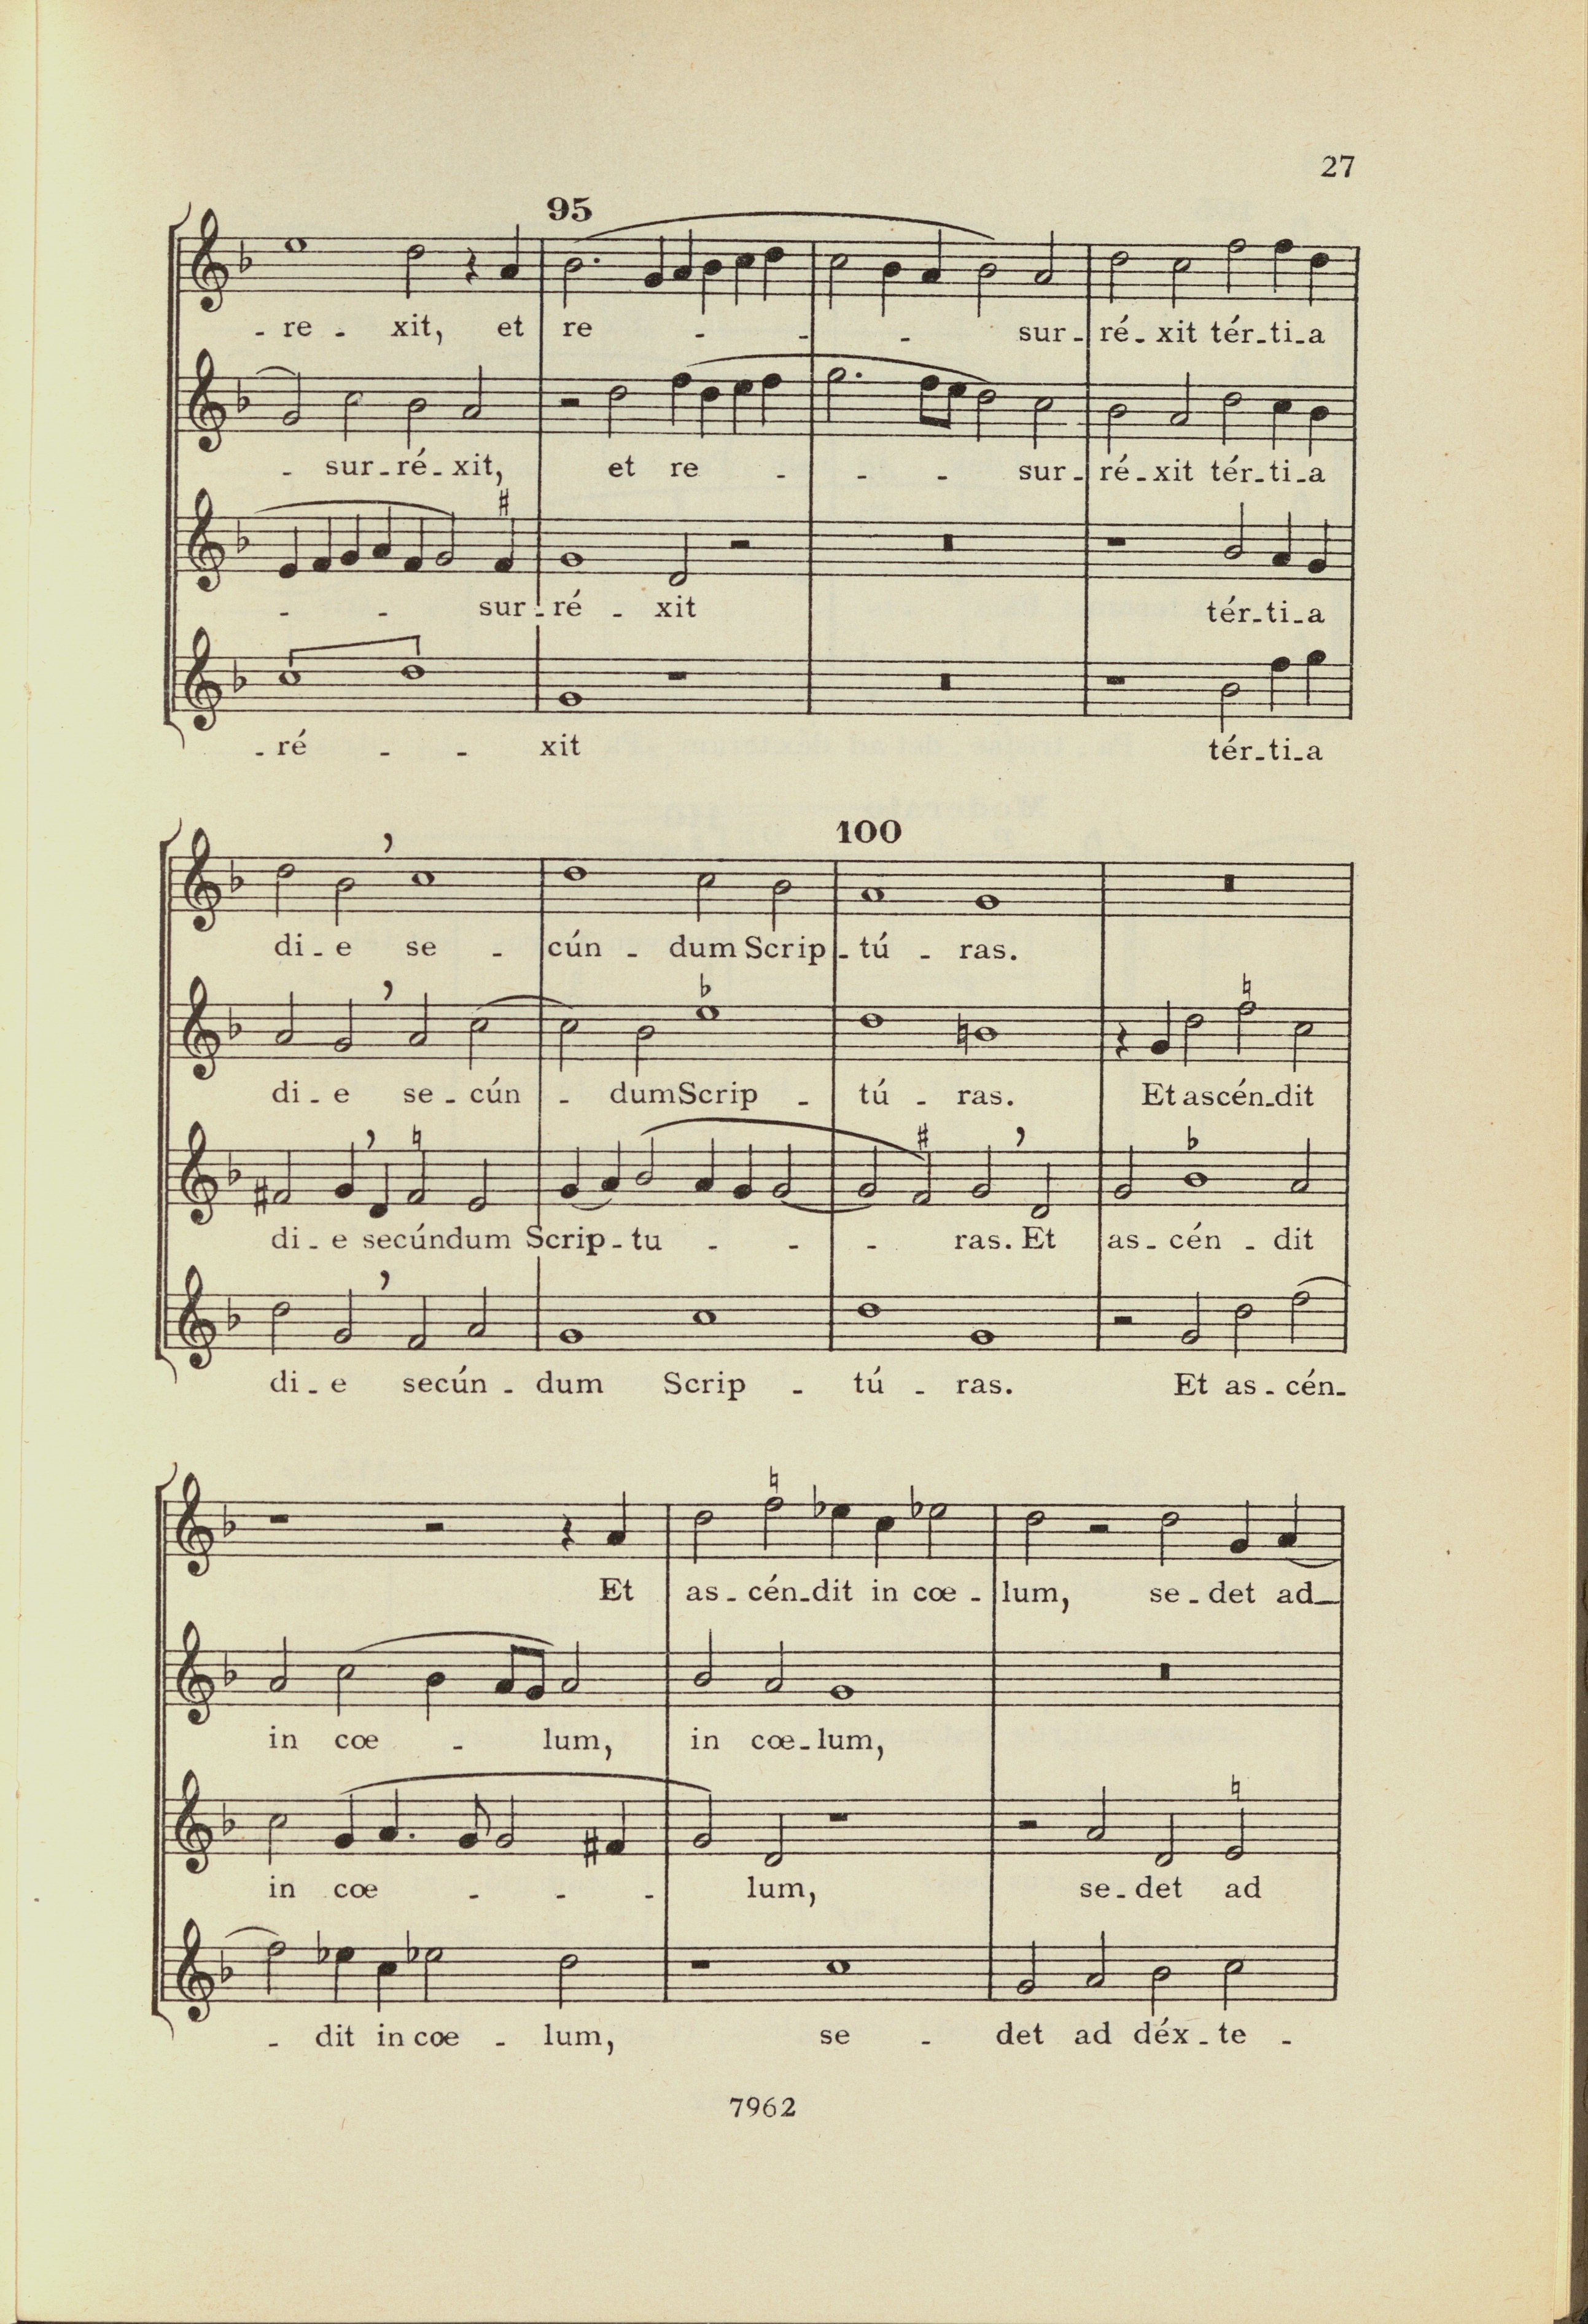 27
95
- re - xit, et re - - - sur - ré - xit tér - ti - a
- sur - ré - xit, et re - - - sur - ré - xit tér - ti - a
- - sur - ré - xit tér - ti - a
- ré - - xit tér - ti - a
100
di - e se - cún - dum Scrip - tú - ras.
di - e se - cún - dum Scrip - tú - ras. Et ascén - dit
di - e secúndum Scrip - tu - - - ras. Et as - cén - dit
di - e secún - dum Scrip - tú - ras. Et as - cén -
Et as - cén - dit in cœ - lum, se - det ad
in cœ - lum, in cœ - lum,
in cœ - - - lum, se - det ad
- dit in cœ - lum, se - det ad déx - te -
7962